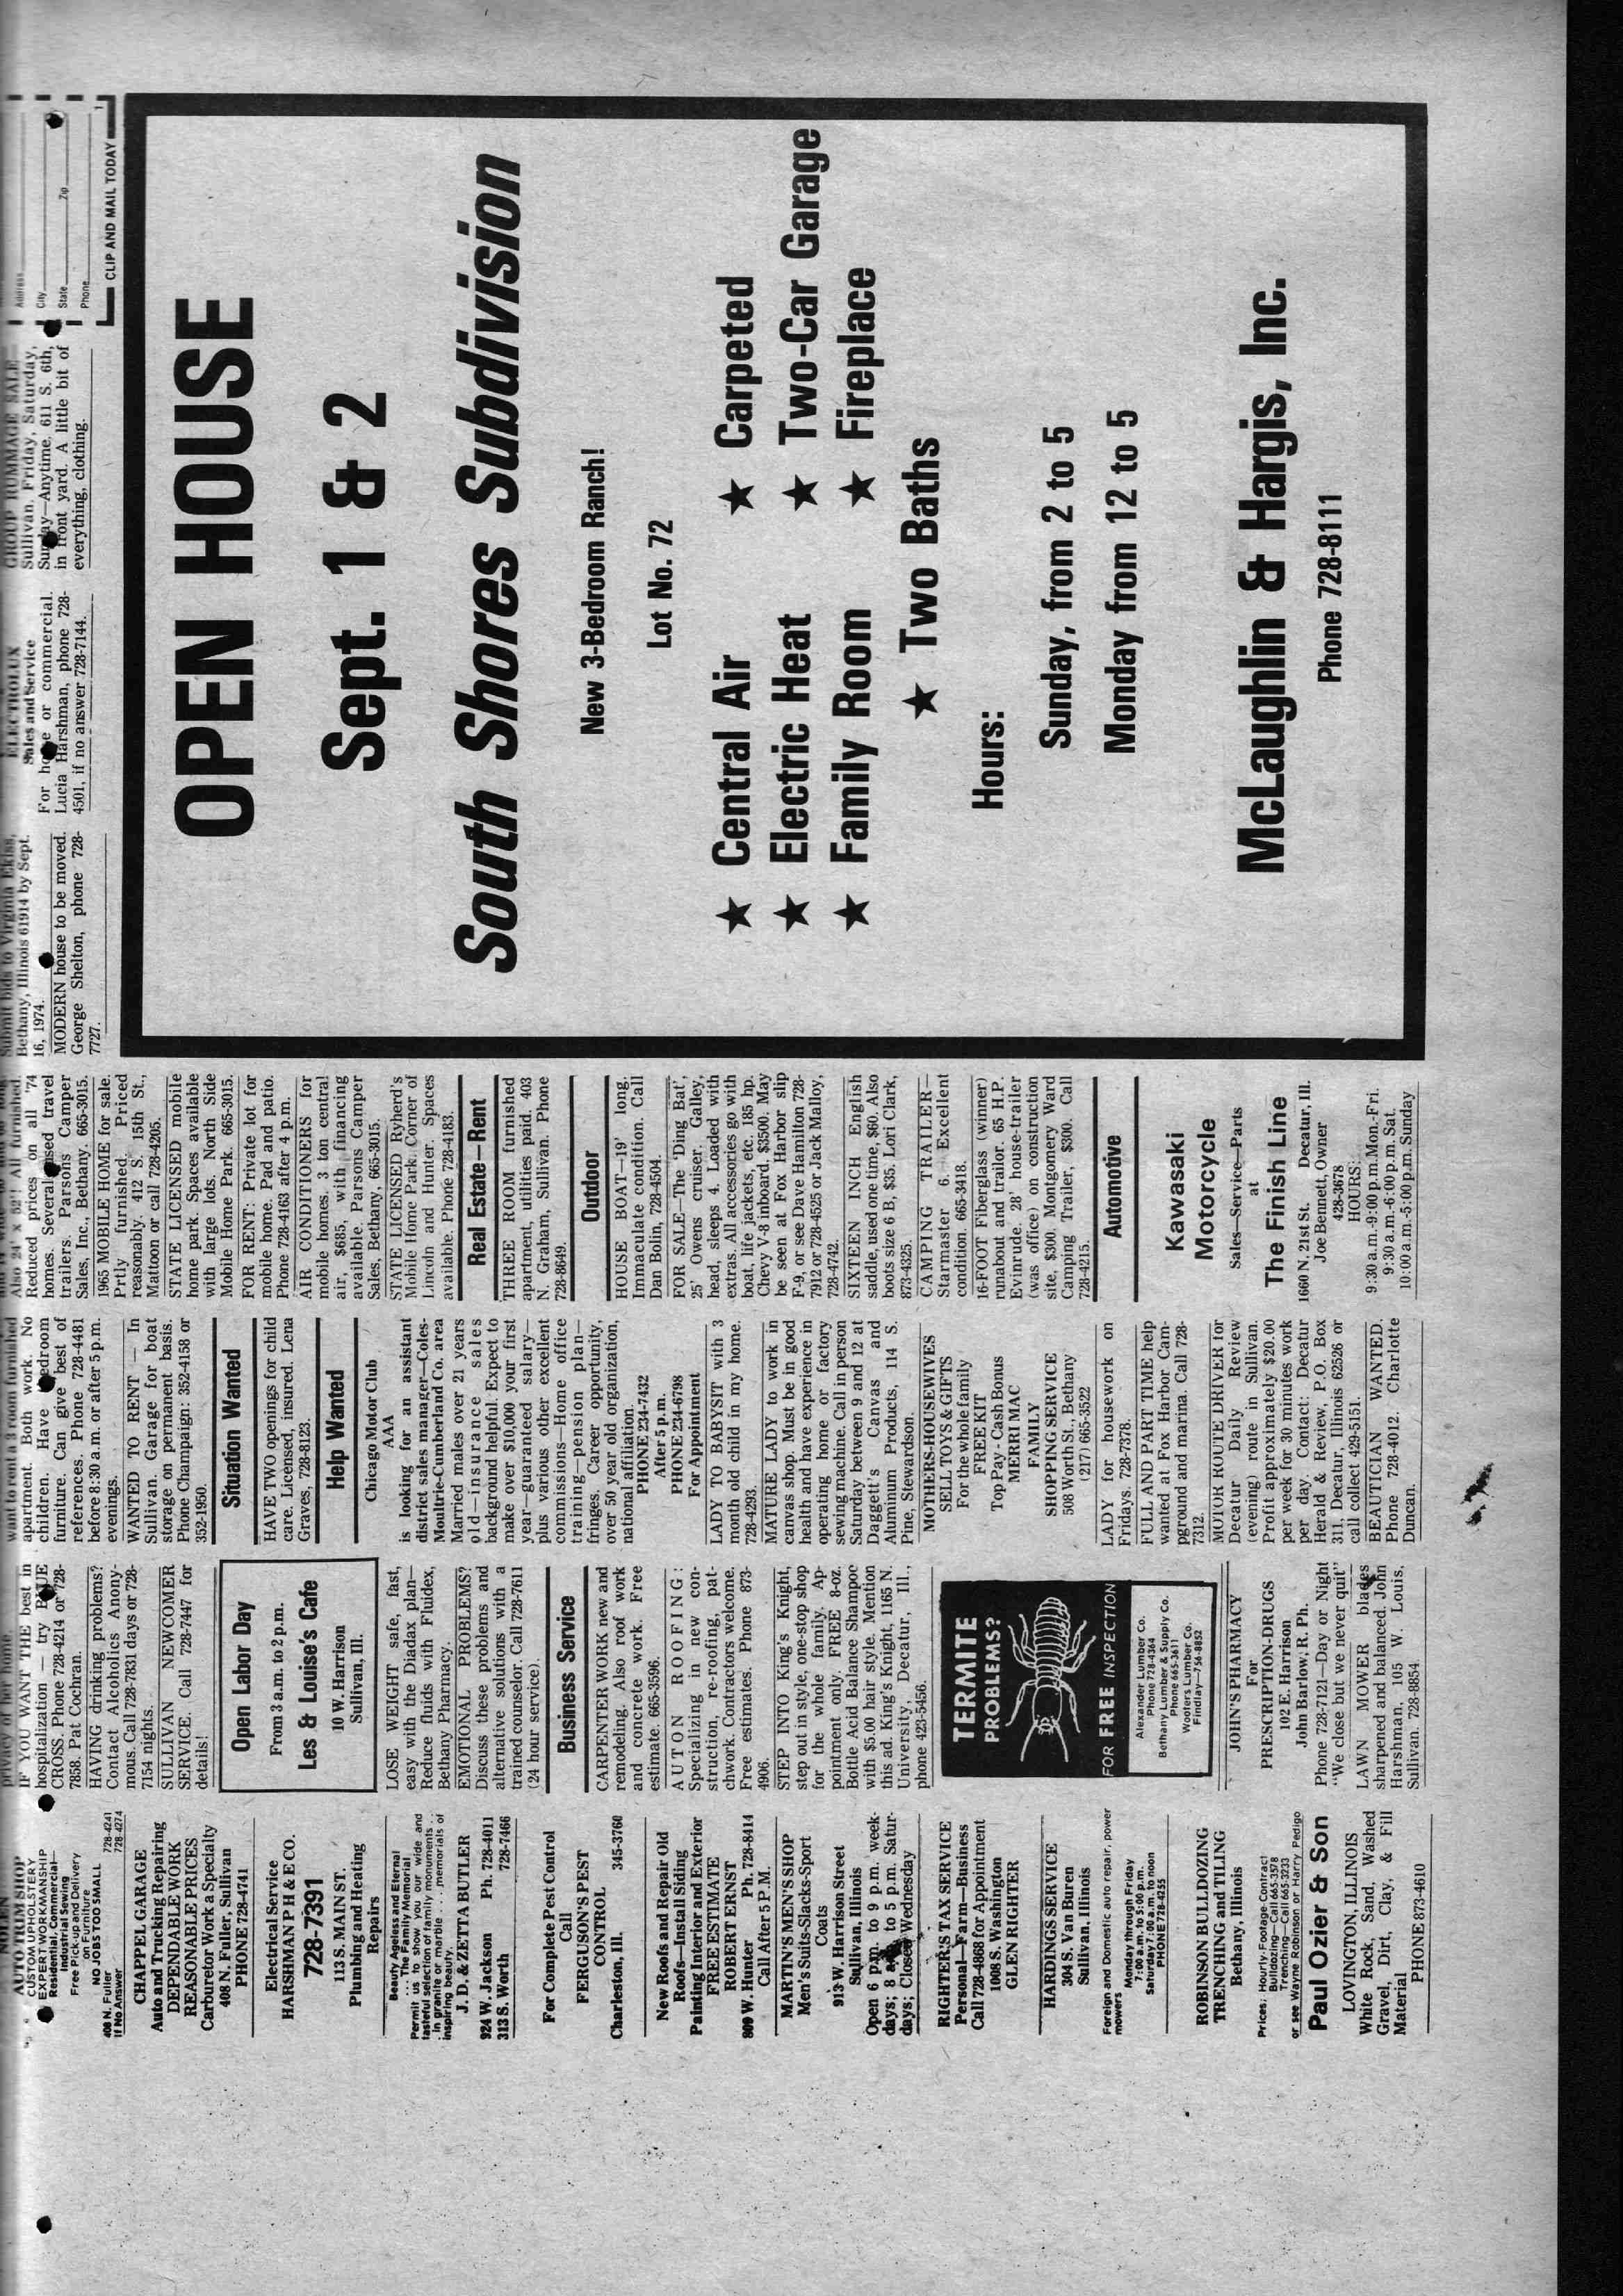 AUTO TRIM SHOP
CUSTOM UPHOLSTERY
EXPERT WORKMANSHIP
Residential, Commercial—
Industrial Sewing
Free Pick-up and Delivery
on Furniture
NO JOBS TOO SMALL
408 N. Fuller 728-4241
If No Answer 728-4274
CHAPPEL GARAGE
Auto and Trucking Repairing
DEPENDABLE WORK
REASONABLE PRICES
Carburetor Work a Specialty
408 N. Fuller, Sullivan
PHONE 728-4741
Electrical Service
HARSHMAN P H & E CO.
728-7391
113 S. MAIN ST.
Plumbing and Heating
Repairs
Beauty Ageless and Eternal
. . . The Family Memorial
Permit us to show you our wide and
tasteful selection of family monuments . .
. in granite or marble . . . memorials of
inspiring beauty.
J. D. & ZETTA BUTLER
924 W. Jackson Ph. 728-4011
313 S. Worth 728-7466
For Complete Pest Control
Call
FERGUSON'S PEST
CONTROL
Charleston, Ill. 345-3760
New Roofs and Repair Old
Roofs—Install Siding
Painting Interior and Exterior
FREE ESTIMATE
ROBERT ERNST
809 W. Hunter Ph. 728-8414
Call After 5 P.M.
MARTIN'S MEN'S SHOP
Men's Suits-Slacks-Sport
Coats
913 W. Harrison Street
Sullivan, Illinois
Open 6 p.m. to 9 p.m. week-
days; 8 a.m. to 5 p.m. Satur-
days; Closed Wednesday
RIGHTER'S TAX SERVICE
Personal—Farm—Business
Call 728-4868 for Appointment
1008 S. Washington
GLEN RIGHTER
HARDING SERVICE
304 S. Van Buren
Sullivan, Illinois
Foreign and Domestic auto repair, power
mowers
Monday through Friday
7:00 a.m. to 5:00 p.m.
Saturday 7:00 a.m. to noon
PHONE 728-4255
ROBINSON BULLDOZING
TRENCHING and TILING
Bethany, Illinois
Prices: Hourly-Footage-Contract
Bulldozing—Call 665-3578
Trenching—Call 665-3233
or see Wayne Robinson or Harry Pedigo
Paul Ozier & Son
LOVINGTON, ILLINOIS
White Rock, Sand, Washed
Gravel, Dirt, Clay, & Fill
Material
PHONE 873-4610
privacy of her home.
IF YOU WANT THE best in
hospitalization — try BLUE
CROSS. Phone 728-4214 or 728-
7858. Pat Cochran.
HAVING drinking problems?
Contact Alcoholics Anony-
mous. Call 728-7831 days or 728-
7154 nights.
SULLIVAN NEWCOMER
SERVICE. Call 728-7447 for
details!
Open Labor Day
From 3 a.m. to 2 p.m.
Les & Louise's Cafe
10 W. Harrison
Sullivan, Ill.
LOSE WEIGHT safe, fast,
easy with the Diadax plan—
Reduce fluids with Fluidex,
Bethany Pharmacy.
EMOTIONAL PROBLEMS?
Discuss these problems and
alternative solutions with a
trained counselor. Call 728-7611
(24 hour service).
Business Service
CARPENTER WORK new and
remodeling. Also roof work
and concrete work. Free
estimate. 665-3596.
AUTON ROOFING:
Specializing in new con-
struction, re-roofing, pat-
chwork. Contractors welcome.
Free estimates. Phone 873-
4906.
STEP INTO King's Knight,
step out in style, one-stop shop
for the whole family. Ap-
pointment only. FREE 8-oz.
Bottle Acid Balance Shampoe
with $5.00 hair style. Mention
this ad. King's Knight, 1165 N.
University, Decatur, Ill.,
phone 423-5456.
TERMITE
PROBLEMS?
FOR FREE INSPECTION
Alexander Lumber Co.
Phone 728-4364
Bethany Lumber & Supply Co.
Phone 665-3611
Wooters Lumber Co.
Findlay—756-8852
JOHN'S PHARMACY
For
PRESCRIPTION-DRUGS
102 E. Harrison
John Barlow, R. Ph.
Phone 728-7121—Day or Night
"We close but we never quit"
LAWN MOWER blades
sharpened and balanced. John
Harshman, 105 W. Louis,
Sullivan. 728-8854.
want to rent a 3 room furnished
apartment. Both work. No
children. Have bedroom
furniture. Can give best of
references. Phone 728-4481
before 8:30 a.m. or after 5 p.m.
evenings.
WANTED TO RENT — In
Sullivan. Garage for boat
storage on permanent basis.
Phone Champaign: 352-4158 or
352-1950.
Situation Wanted
HAVE TWO openings for child
care. Licensed, insured. Lena
Graves, 728-8123.
Help Wanted
Chicago Motor Club
AAA
is looking for an assistant
district sales manager—Coles-
Moultrie-Cumberland Co. area
Married males over 21 years
old—insurance sales
background helpful. Expect to
make over $10,000 your first
year—guaranteed salary—
plus various other excellent
commissions—Home office
training—pension plan—
fringes. Career opportunity,
over 50 year old organization,
national affiliation.
PHONE 234-7432
After 5 p.m.
PHONE 234-6798
For Appointment
LADY TO BABYSIT with 3
month old child in my home.
728-4293.
MATURE LADY to work in
canvas shop. Must be in good
health and have experience in
operating home or factory
sewing machine. Call in person
Saturday between 9 and 12 at
Daggett's Canvas and
Aluminum Products, 114 S.
Pine, Stewardson.
MOTHERS-HOUSEWIVES
SELL TOYS & GIFTS
For the whole family
FREE KIT
Top Pay - Cash Bonus
MERRI MAC
FAMILY
SHOPPING SERVICE
508 Worth St., Bethany
(217) 665-3522
LADY for housework on
Fridays. 728-7378.
FULL AND PART TIME help
wanted at Fox Harbor Cam-
pground and marina. Call 728-
7312.
MOTOR ROUTE DRIVER for
Decatur Daily Review
(evening) route in Sullivan.
Profit approximately $20.00
per week for 30 minutes work
per day. Contact: Decatur
Herald & Review, P.O. Box
311, Decatur, Illinois 62526 or
call collect 429-5151.
BEAUTICIAN WANTED.
Phone 728-4012. Charlotte
Duncan.
Also 24' x 52'!! All furnished.
Reduced prices on all '74
homes. Several used travel
trailers. Parsons Camper
Sales, Inc., Bethany. 665-3015.
1965 MOBILE HOME for sale.
Prtly furnished. Priced
reasonably. 412 S. 15th St.,
Mattoon or call 728-4205.
STATE LICENSED mobile
home park. Spaces available
with large lots. North Side
Mobile Home Park. 665-3015.
FOR RENT: Private lot for
mobile home. Pad and patio.
Phone 728-4163 after 4 p.m.
AIR CONDITIONERS for
mobile homes. 3 ton central
air, $685, with financing
available. Parsons Camper
Sales, Bethany, 665-3015.
STATE LICENSED Ryherd's
Mobile Home Park. Corner of
Lincoln and Hunter. Spaces
available. Phone 728-4183.
Real Estate—Rent
THREE ROOM furnished
apartment, utilities paid. 403
N. Graham, Sullivan. Phone
728-8649.
Outdoor
HOUSE BOAT—19' long.
Immaculate condition. Call
Dan Bolin, 728-4504.
FOR SALE—The 'Ding Bat',
25' Owens cruiser. Galley,
head, sleeps 4. Loaded with
extras. All accessories go with
boat, life jackets, etc. 185 hp.
Chevy V-8 inboard. $3500. May
be seen at Fox Harbor slip
F-9, or see Dave Hamilton 728-
7912 or 728-4525 or Jack Malloy,
728-4742.
SIXTEEN INCH English
saddle, used one time, $60. Also
boots size 6 B, $35. Lori Clark,
873-4325.
CAMPING TRAILER—
Starmaster 6. Excellent
condition. 665-3418.
16-FOOT Fiberglass (winner)
runabout and trailor. 65 H.P.
Evinrude. 28' house-trailer
(was office) on construction
site, $300. Montgomery Ward
Camping Trailer, $300. Call
728-4215.
Automotive
Kawasaki
Motorcycle
Sales—Service—Parts
at
The Finish Line
1660 N. 21st St. Decatur, Ill.
Joe Bennett, Owner
428-3678
HOURS:
9:30 a.m.-9:00 p.m. Mon.-Fri.
9:30 a.m.-6:00 p.m. Sat.
10:00 a.m.-5:00 p.m. Sunday
Submit bids to Virginia Ekiss,
Bethany, Illinois 61914 by Sept.
16, 1974.
MODERN house to be moved.
George Shelton, phone 728-
7727.
ELECTROLUX
Sales and Service
For home or commercial.
Lucia Harshman, phone 728-
4501, if no answer 728-7144.
GROUP RUMMAGE SALE—
Sullivan. Friday, Saturday,
Sunday—Anytime. 611 S. 6th,
in front yard. A little bit of
everything, clothing.
Address
City
State Zip
Phone
CLIP AND MAIL TODAY
OPEN HOUSE
Sept. 1 & 2
South Shores Subdivision
New 3-Bedroom Ranch!
Lot No. 72
★ Central Air ★ Carpeted
★ Electric Heat ★ Two-Car Garage
★ Family Room ★ Fireplace
★ Two Baths
Hours:
Sunday, from 2 to 5
Monday from 12 to 5
McLaughlin & Hargis, Inc.
Phone 728-8111